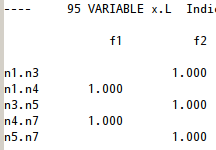 ---- 95 VARIABLE x.L Indi
f1 f2
n1.n3 1.000
n1.n4 1.000
n3.n5 1.000
n4.n7 1.000
n5.n7 1.000